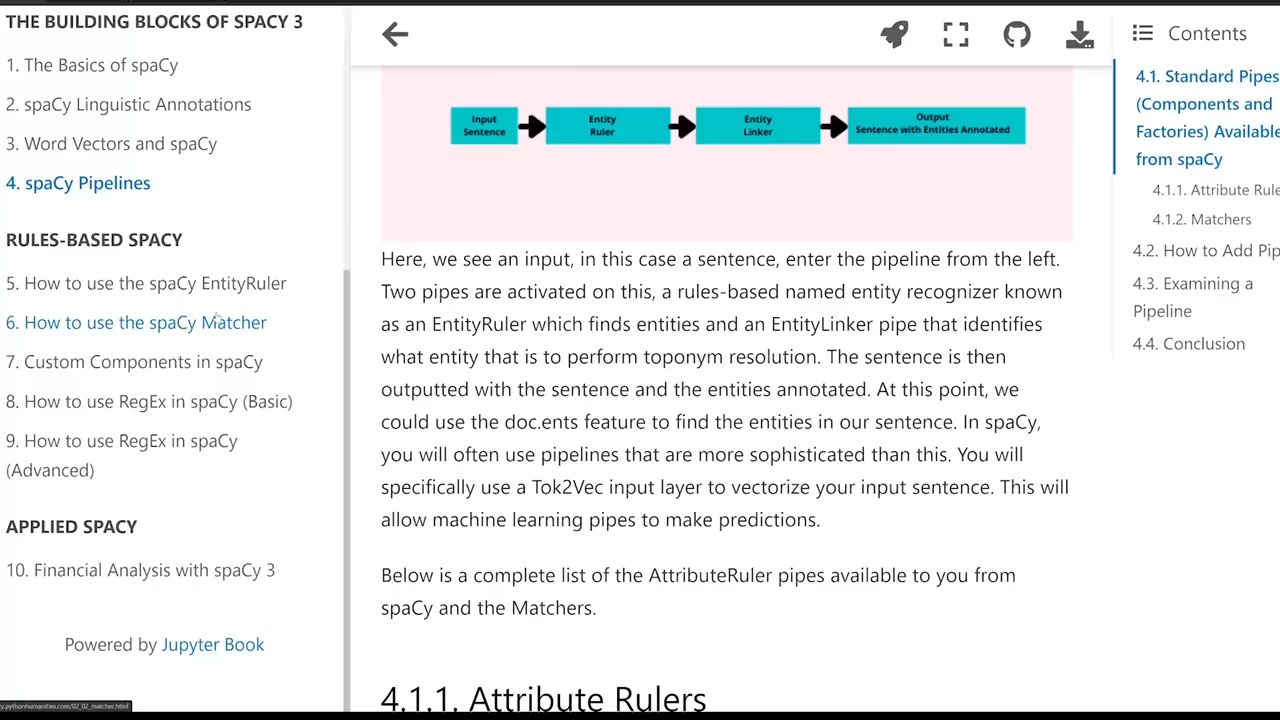 THE BUILDING BLOCKS OF SPACY 3
1. The Basics of spaCy
2. spaCy Linguistic Annotations
3. Word Vectors and spaCy
4. spaCy Pipelines
RULES-BASED SPACY
5. How to use the spaCy EntityRuler
6. How to use the spaCy Matcher
7. Custom Components in spaCy
8. How to use RegEx in spaCy (Basic)
9. How to use RegEx in spaCy
(Advanced)
APPLIED SPACY
10. Financial Analysis with spaCy 3
Powered by Jupyter Book
y.pythonhumanities.com/02_02_matcher.html
Input
Sentence
Entity
Ruler
Entity
Linker
Output
Sentence with Entities Annotated
Here, we see an input, in this case a sentence, enter the pipeline from the left.
Two pipes are activated on this, a rules-based named entity recognizer known
as an EntityRuler which finds entities and an EntityLinker pipe that identifies
what entity that is to perform toponym resolution. The sentence is then
outputted with the sentence and the entities annotated. At this point, we
could use the doc.ents feature to find the entities in our sentence. In spaCy,
you will often use pipelines that are more sophisticated than this. You will
specifically use a Tok2Vec input layer to vectorize your input sentence. This will
allow machine learning pipes to make predictions.
Below is a complete list of the AttributeRuler pipes available to you from
spaCy and the Matchers.
4.1.1. Attribute Rulers
Contents
4.1. Standard Pipes
(Components and
Factories) Available
from spaCy
4.1.1. Attribute Rule
4.1.2. Matchers
4.2. How to Add Pip
4.3. Examining a
Pipeline
4.4. Conclusion